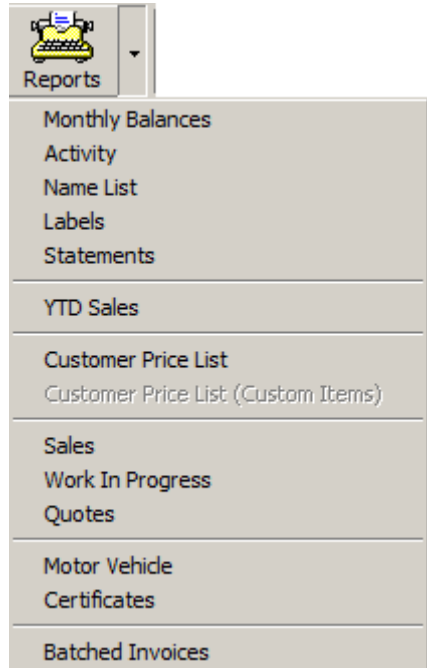 Reports
Monthly Balances
Activity
Name List
Labels
Statements
YTD Sales
Customer Price List
Customer Price List (Custom Items)
Sales
Work In Progress
Quotes
Motor Vehicle
Certificates
Batched Invoices